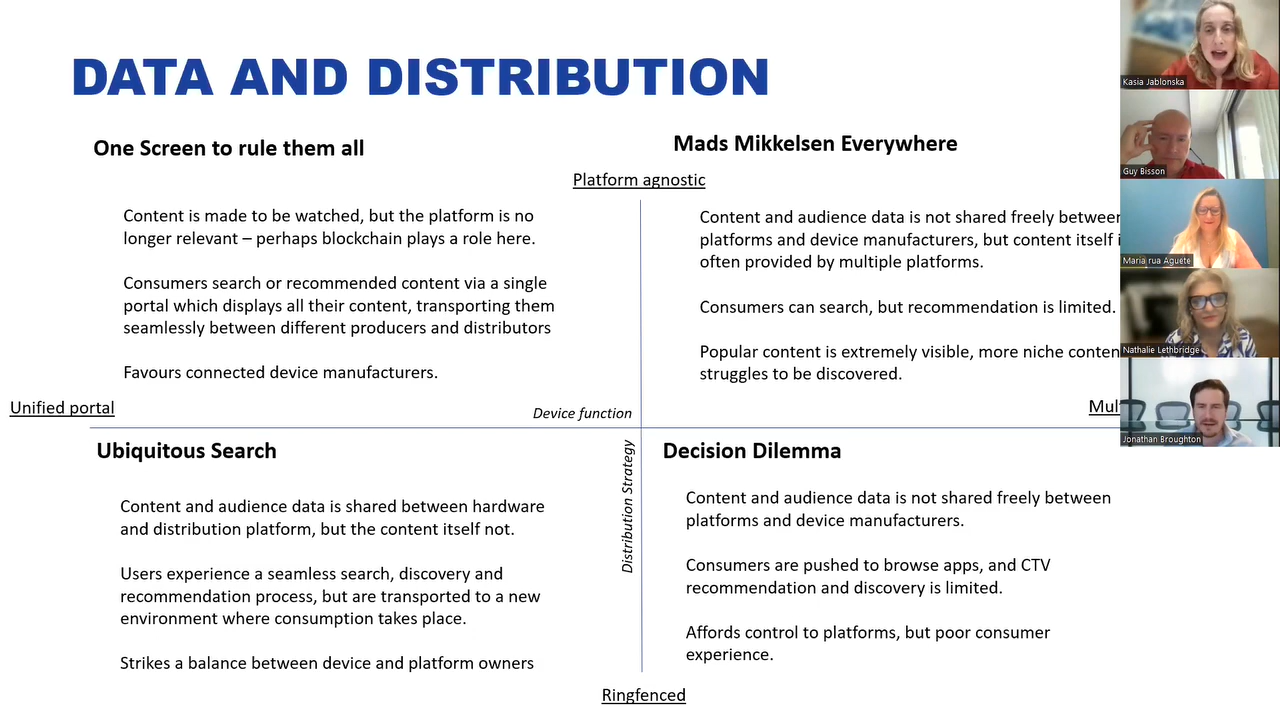 DATA AND DISTRIBUTION
One Screen to rule them all
Mads Mikkelsen Everywhere
Platform agnostic
Content is made to be watched, but the platform is no
longer relevant – perhaps blockchain plays a role here.
Consumers search or recommended content via a single
portal which displays all their content, transporting them
seamlessly between different producers and distributors
Favours connected device manufacturers.
Content and audience data is not shared freely between
platforms and device manufacturers, but content itself
often provided by multiple platforms.
Consumers can search, but recommendation is limited.
Popular content is extremely visible, more niche
struggles to be discovered.
Unified portal
Device function
Distribution Strategy
Ubiquitous Search
Content and audience data is shared between hardware
and distribution platform, but the content itself not.
Users experience a seamless search, discovery and
recommendation process, but are transported to a new
environment where consumption takes place.
Strikes a balance between device and platform owners
Decision Dilemma
Content and audience data is not shared freely between
platforms and device manufacturers.
Consumers are pushed to browse apps, and CTV
recommendation and discovery is limited.
Affords control to platforms, but poor consumer
experience.
Ringfenced
Kasia Jablonska
Guy Bisson
Maria rua Aguete
Nathalie Lethbridge
Jonathan Broughton